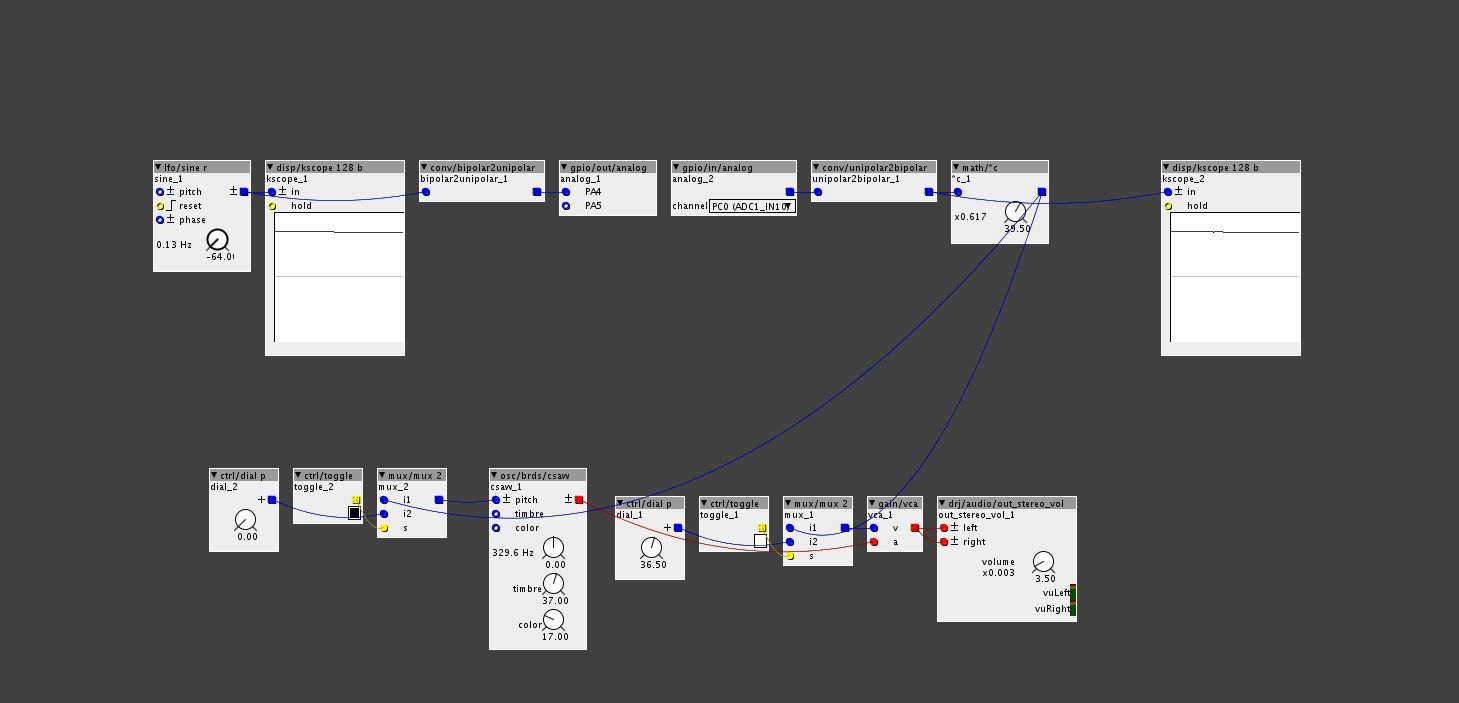 lfo/sine r
sine_1
pitch
reset
phase
0.13 Hz
-64.0
disp/kscope 128 b
kscope_1
in
hold
conv/bipolar2unipolar
bipolar2unipolar_1
gpio/out/analog
analog_1
PA4
PA5
gpio/in/analog
analog_2
channel PC0 (ADC1_IN10)
conv/unipolar2bipolar
unipolar2bipolar_1
math/*c
*c_1
x0.617
39.50
disp/kscope 128 b
kscope_2
in
hold
ctrl/dial p
dial_2
0.00
ctrl/toggle
toggle_2
mux/mux 2
mux_2
i1
i2
s
osc/brds/csaw
csaw_1
pitch
timbre
color
329.6 Hz
0.00
timbre
37.00
color
17.00
ctrl/dial p
dial_1
36.50
ctrl/toggle
toggle_1
mux/mux 2
mux_1
i1
i2
s
gain/vca
vca_1
v
a
drj/audio/out_stereo_vol
out_stereo_vol_1
left
right
volume
x0.003
3.50
vuLeft
vuRight